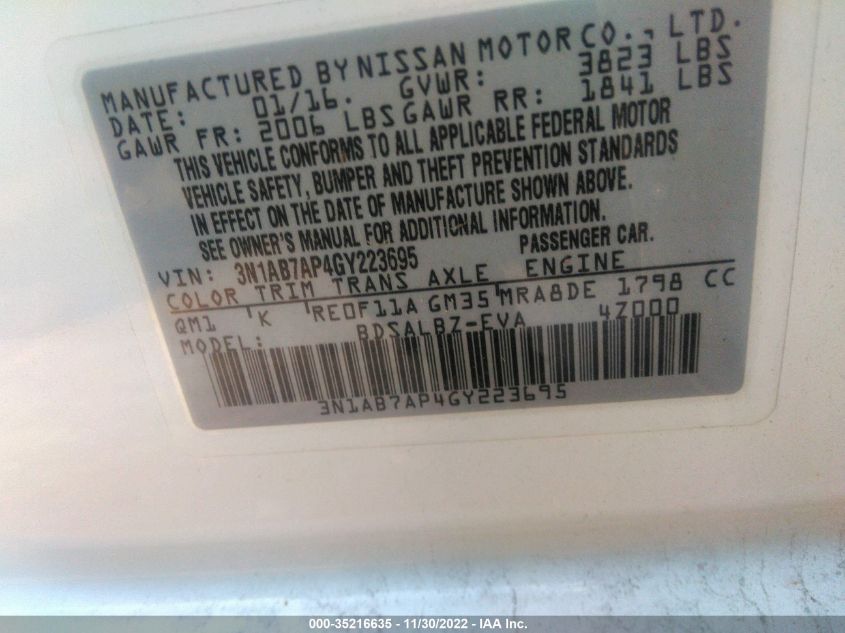 MANUFACTURED BY NISSAN MOTOR CO., LTD.
DATE: 01/16. GVWR: 3823 LBS
GAWR FR: 2006 LBS GAWR RR: 1841 LBS
THIS VEHICLE CONFORMS TO ALL APPLICABLE FEDERAL MOTOR
VEHICLE SAFETY, BUMPER AND THEFT PREVENTION STANDARDS
IN EFFECT ON THE DATE OF MANUFACTURE SHOWN ABOVE.
SEE OWNER'S MANUAL FOR ADDITIONAL INFORMATION.
VIN: 3N1AB7AP4GY223695 PASSENGER CAR.
COLOR TRIM TRANS AXLE ENGINE
QM1 K RE0F11A GM35 MRA8DE 1798 CC
MODEL: BDSALBZ-EVA 4Z000
3N1AB7AP4GY223695
000-35216635 - 11/30/2022 - IAA Inc.